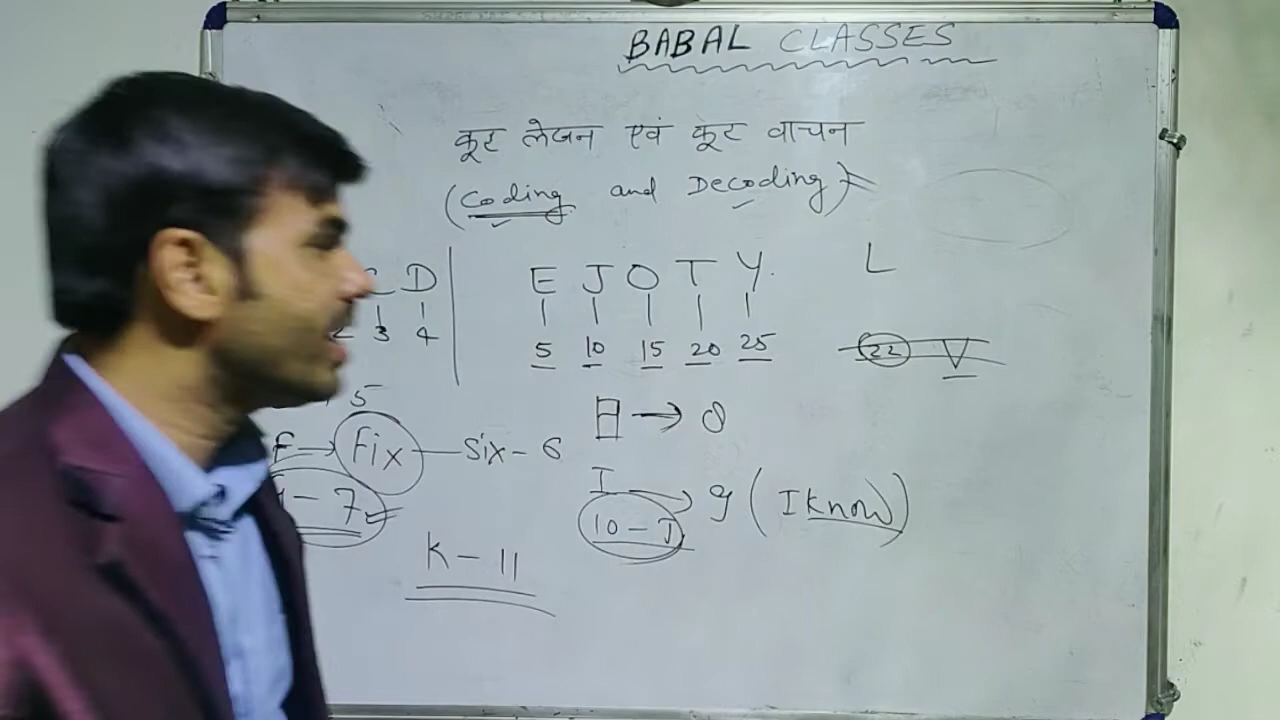 BABAL CLASSES
कूट लेखन एवं कूट वाचन
(Coding and Decoding)
C D E J O T Y. L
2 3 4 5 10 15 20 25 22 V
5
H → 8
F → Fix - Six - 6
I → 9 (I Know)
- 7
10 - J
K - 11